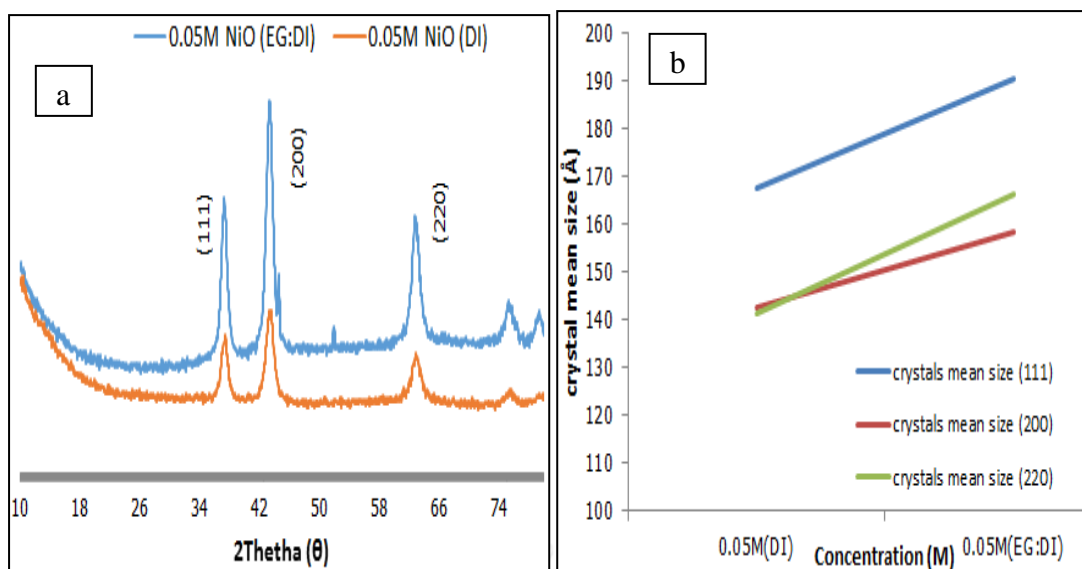 0.05M NiO (EG:DI) 0.05M NiO (DI)
a
(111)
(200)
(220)
10 18 26 34 42 50 58 66 74
2Thetha (θ)
b
crystal mean size (Å)
200
190
180
170
160
150
140
130
120
110
100
crystals mean size (111)
crystals mean size (200)
crystals mean size (220)
0.05M(DI) Concentration (M) 0.05M(EG:DI)